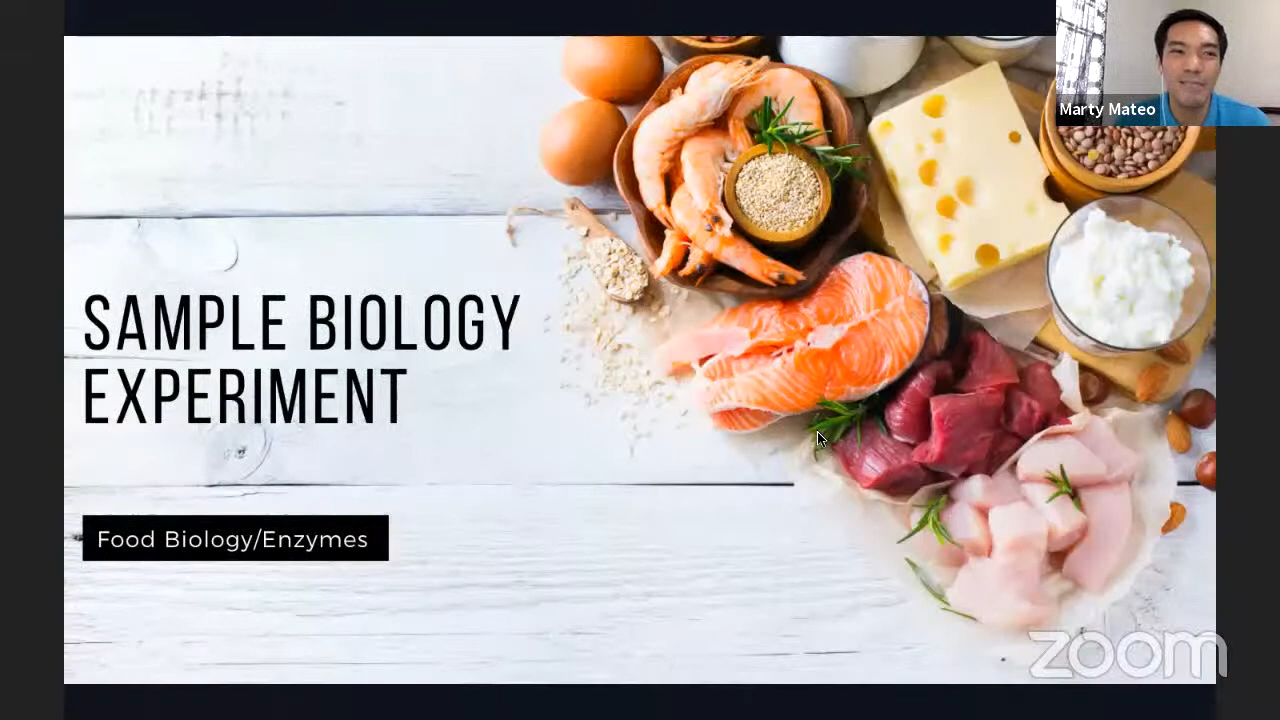 Marty Mateo
SAMPLE BIOLOGY
EXPERIMENT
Food Biology/Enzymes
zoom